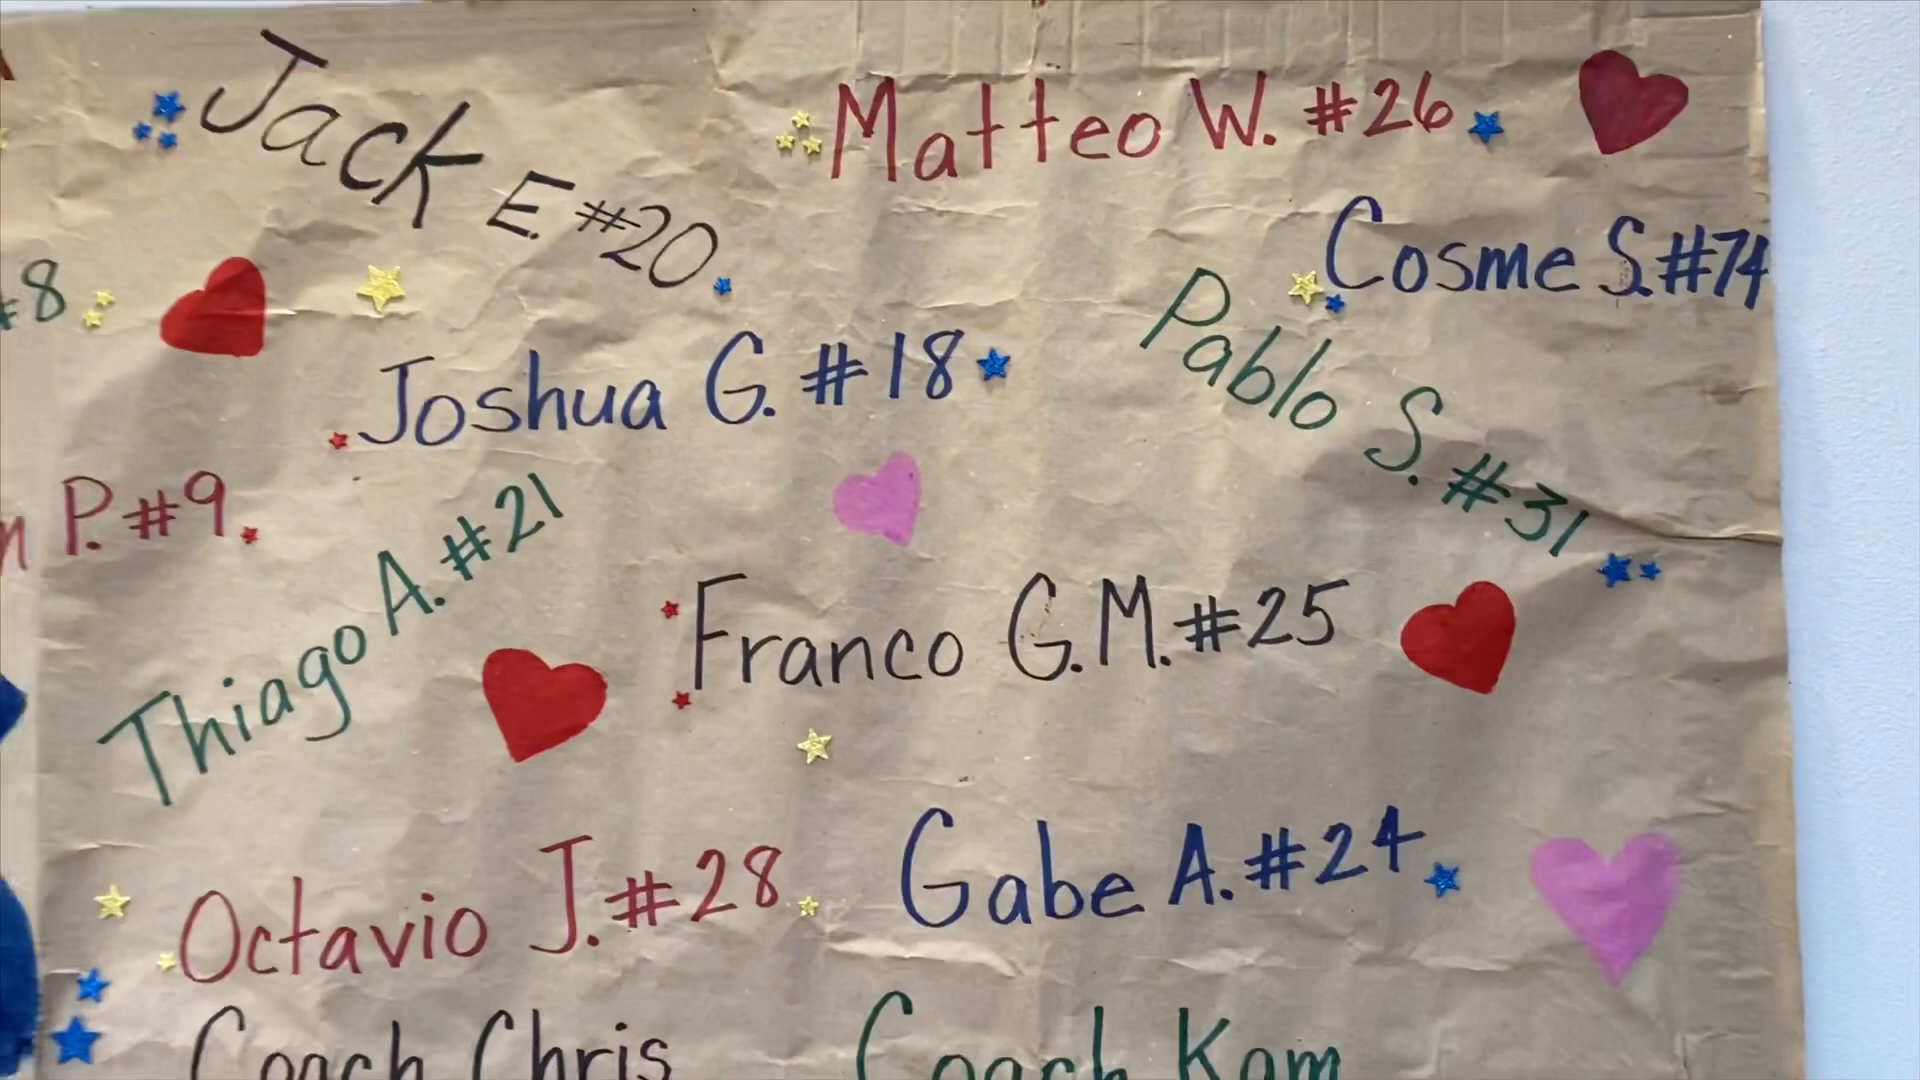 Jack E. #20
Matteo W. #26
Cosme S. #74
#8
Joshua G. #18
Pablo S. #31
P. #9
Thiago A. #21
Franco G.M. #25
Octavio J. #28
Gabe A. #24
Coach Chris
Coach Kam